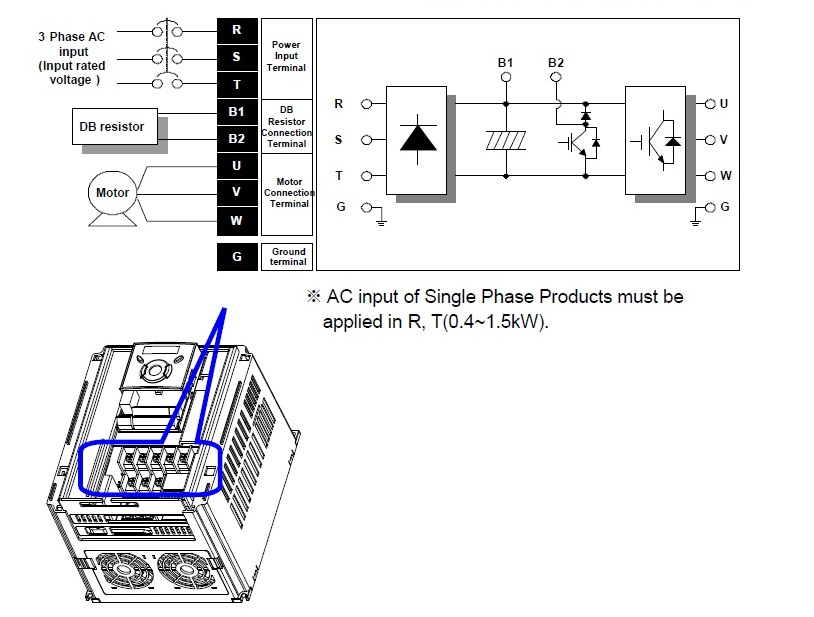 3 Phase AC
input
(Input rated
voltage )
DB resistor
Motor
R
S
T
B1
B2
U
V
W
G
Power
Input
Terminal
DB
Resistor
Connection
Terminal
Motor
Connection
Terminal
Ground
terminal
B1 B2
R U
S V
T W
G G
※ AC input of Single Phase Products must be
applied in R, T(0.4~1.5kW).